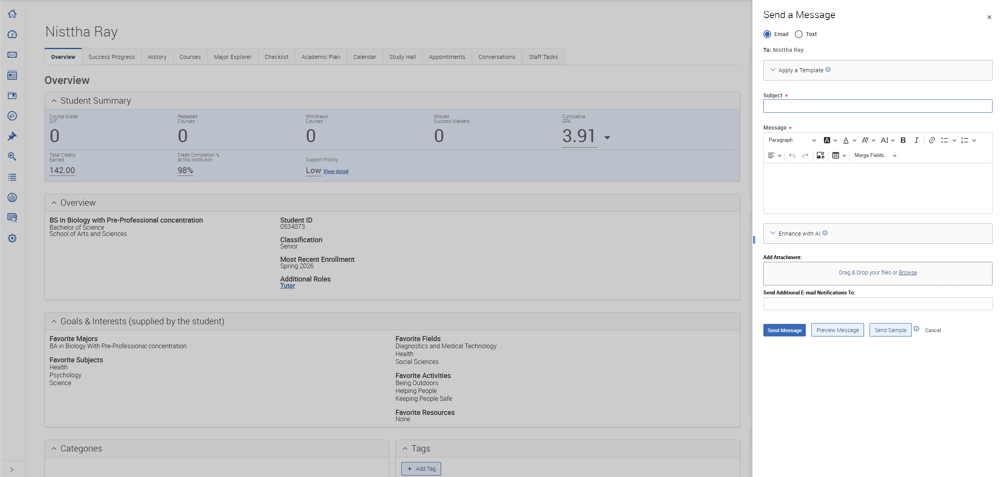 Nisttha Ray
Overview
Success Progress
History
Courses
Major Explorer
Checklist
Academic Plan
Calendar
Study Hall
Appointments
Conversations
Staff Tasks
Overview
Student Summary
Course Grade
D/F
0
Repeated
Courses
0
Withdrawn
Courses
0
Missed
Success Markers
0
Cumulative
GPA
3.91
Total Credits
Earned
142.00
Credit Completion %
at this Institution
98%
Support Priority
Low View detail
Overview
BS in Biology with Pre-Professional concentration
Bachelor of Science
School of Arts and Sciences
Student ID
0534073
Classification
Senior
Most Recent Enrollment
Spring 2026
Additional Roles
Tutor
Goals & Interests (supplied by the student)
Favorite Majors
BA in Biology With Pre-Professional concentration
Favorite Subjects
Health
Psychology
Science
Favorite Fields
Diagnostics and Medical Technology
Health
Social Sciences
Favorite Activities
Being Outdoors
Helping People
Keeping People Safe
Favorite Resources
None
Categories
Tags
+ Add Tag
Send a Message
Email
Text
To: Nisttha Ray
Apply a Template
Subject *
Message *
Paragraph
Merge Fields
Enhance with AI
Add Attachment:
Drag & Drop your files or Browse
Send Additional E-mail Notifications To:
Send Message
Preview Message
Send Sample
Cancel